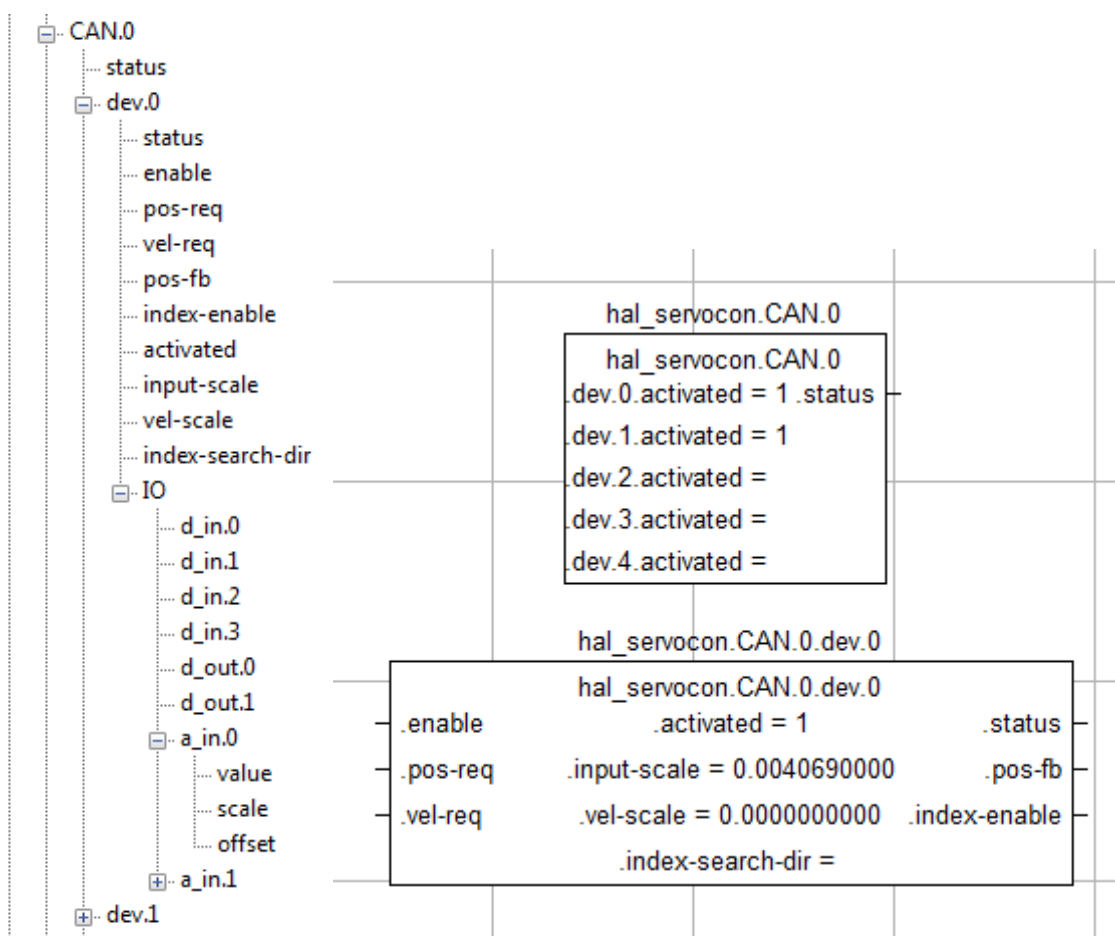 CAN.0
status
dev.0
status
enable
pos-req
vel-req
pos-fb
index-enable
activated
input-scale
vel-scale
index-search-dir
IO
d_in.0
d_in.1
d_in.2
d_in.3
d_out.0
d_out.1
a_in.0
value
scale
offset
a_in.1
dev.1
hal_servocon.CAN.0
hal_servocon.CAN.0
.dev.0.activated = 1 .status
.dev.1.activated = 1
.dev.2.activated =
.dev.3.activated =
.dev.4.activated =
hal_servocon.CAN.0.dev.0
hal_servocon.CAN.0.dev.0
.enable .activated = 1 .status
.pos-req .input-scale = 0.0040690000 .pos-fb
.vel-req .vel-scale = 0.0000000000 .index-enable
.index-search-dir =